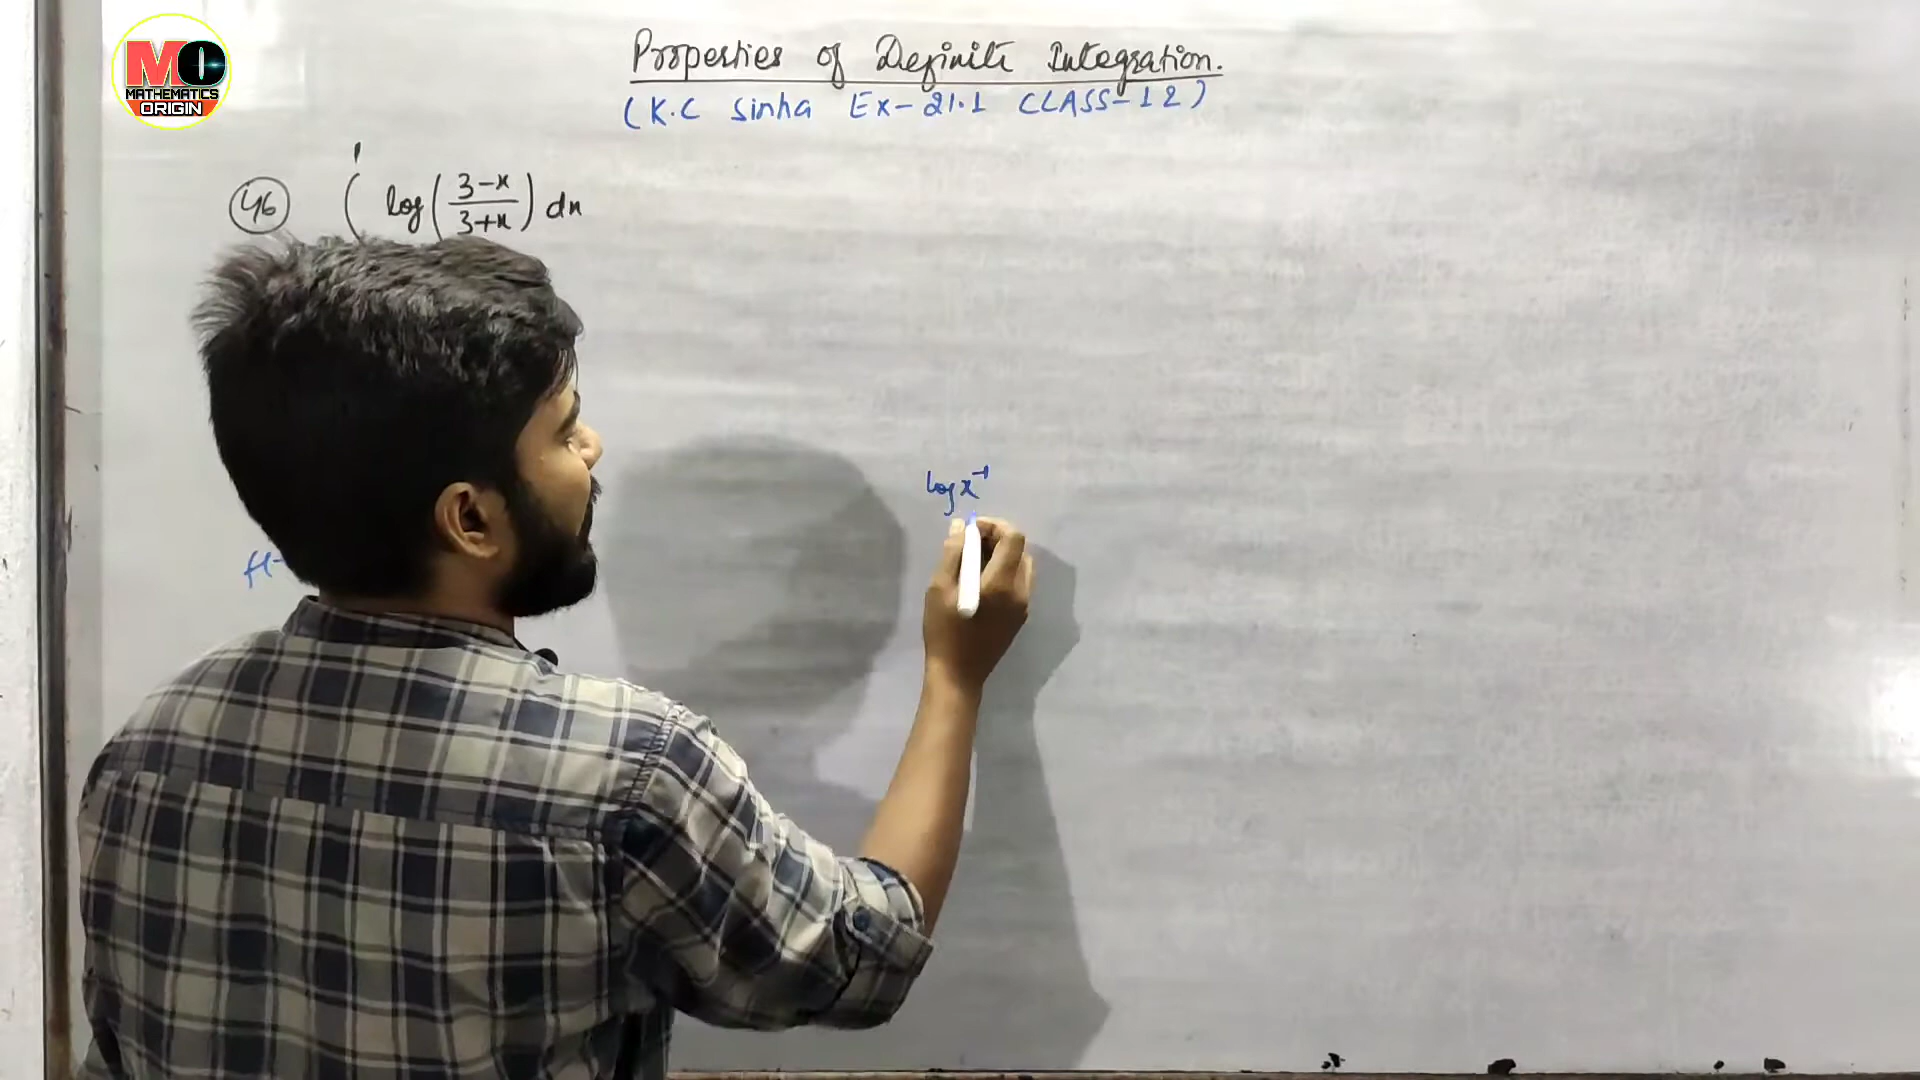 MO
MATHEMATICS
ORIGIN
Properties of Definite Integration.
(K.C Sinha Ex-21.1 CLASS-12)
46 ∫¹ log(3-x/3+x) dx
log x⁻¹
f(-